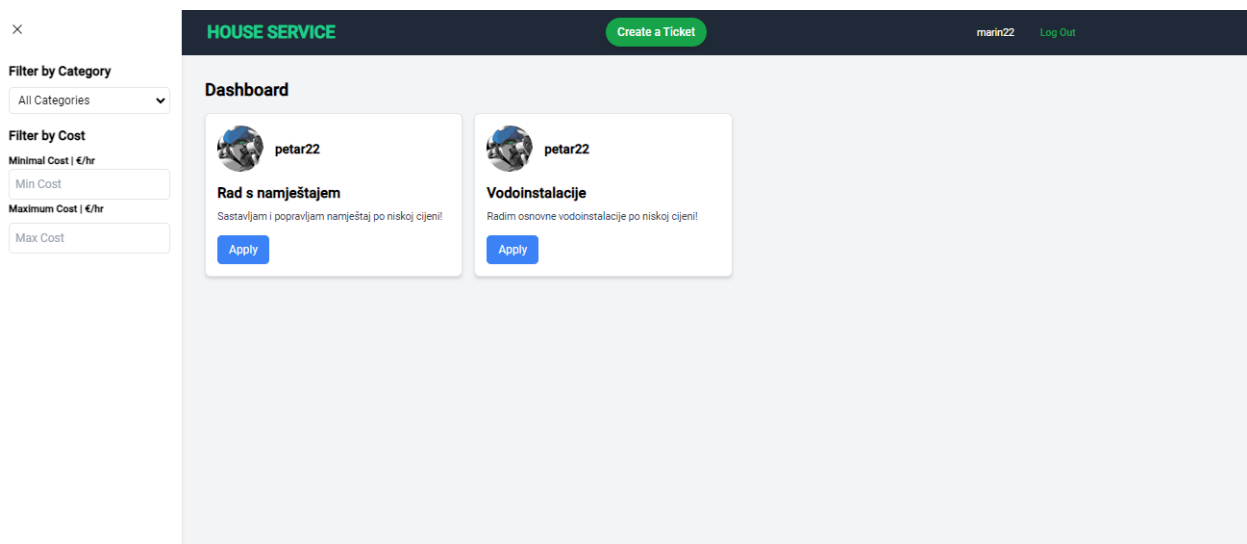 HOUSE SERVICE
Create a Ticket
marin22
Log Out
Filter by Category
All Categories
Filter by Cost
Minimal Cost | €/hr
Min Cost
Maximum Cost | €/hr
Max Cost
Dashboard
petar22
Rad s namještajem
Sastavljam i popravljam namještaj po niskoj cijeni!
Apply
petar22
Vodoinstalacije
Radim osnovne vodoinstalacije po niskoj cijeni!
Apply